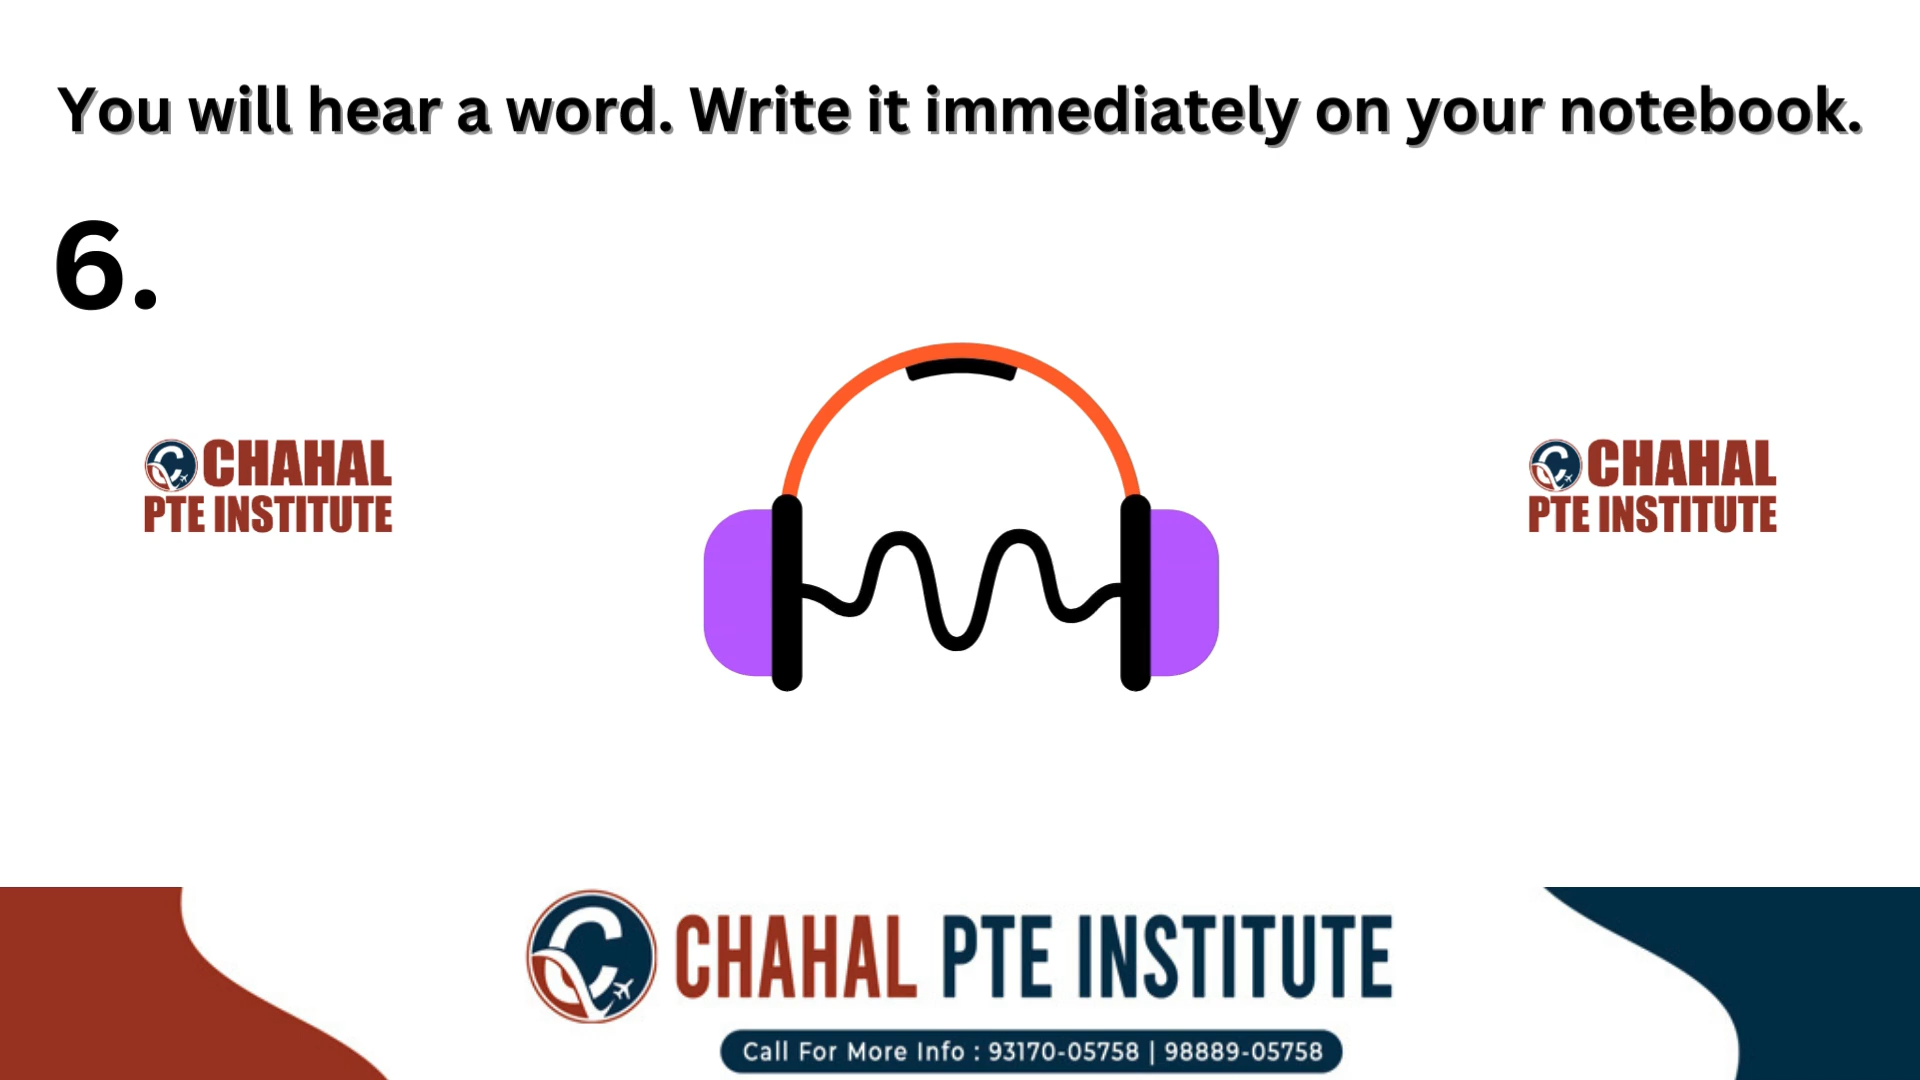 You will hear a word. Write it immediately on your notebook.
6.
CHAHAL
PTE INSTITUTE
CHAHAL
PTE INSTITUTE
CHAHAL PTE INSTITUTE
Call For More Info : 93170-05758 | 98889-05758